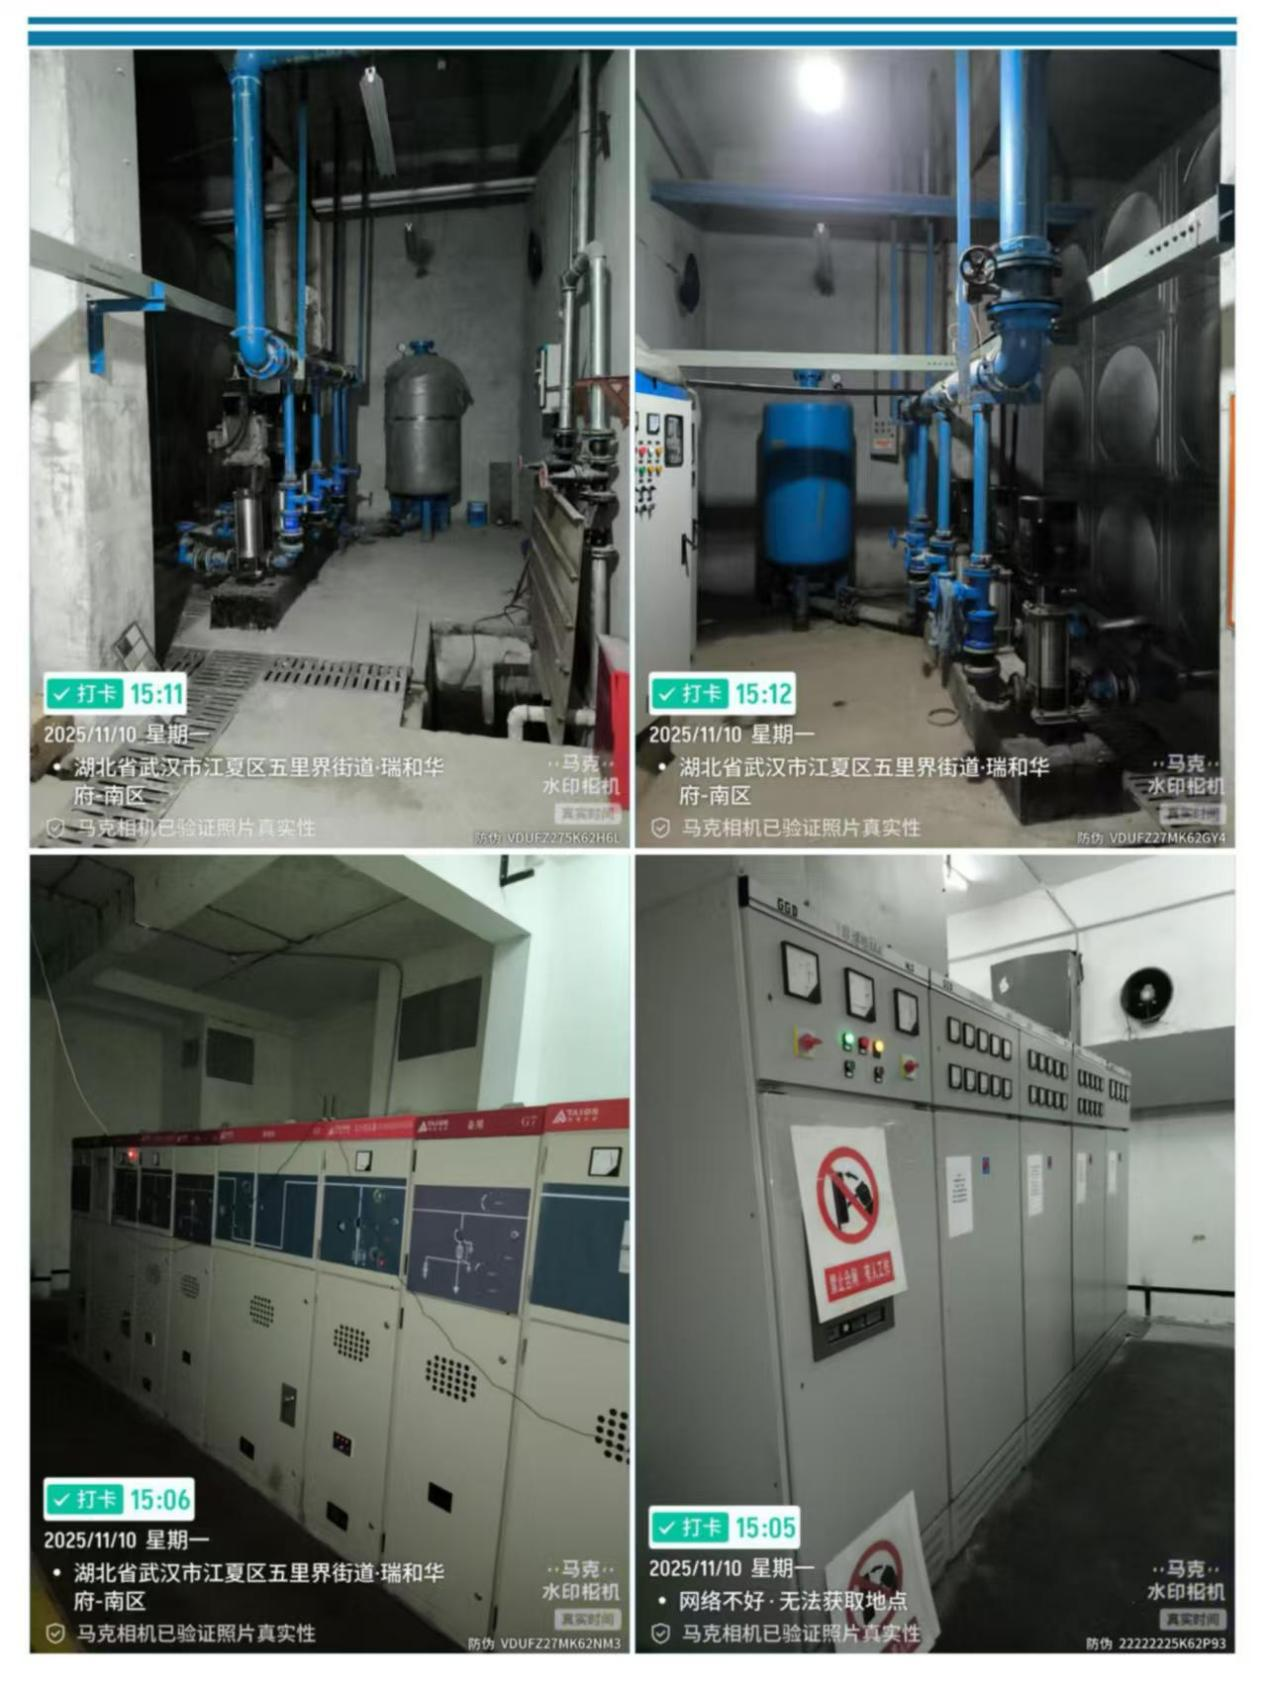 打卡 15:11
2025/11/10 星期一
湖北省武汉市江夏区五里界街道·瑞和华
府-南区
马克相机已验证照片真实性
马克
水印相机
真实时间
防伪 VDUFZ275K62H6L
打卡 15:12
2025/11/10 星期一
湖北省武汉市江夏区五里界街道·瑞和华
府-南区
马克相机已验证照片真实性
马克
水印相机
真实时间
防伪 VDUFZ27MK62GY4
TAION
G7
TAION
打卡 15:06
2025/11/10 星期一
湖北省武汉市江夏区五里界街道·瑞和华
府-南区
马克相机已验证照片真实性
马克
水印相机
真实时间
防伪 VDUFZ27MK62NM3
GGD
禁止合闸 有人工作
打卡 15:05
2025/11/10 星期一
网络不好·无法获取地点
马克相机已验证照片真实性
马克
水印相机
真实时间
防伪 22222225K62P93